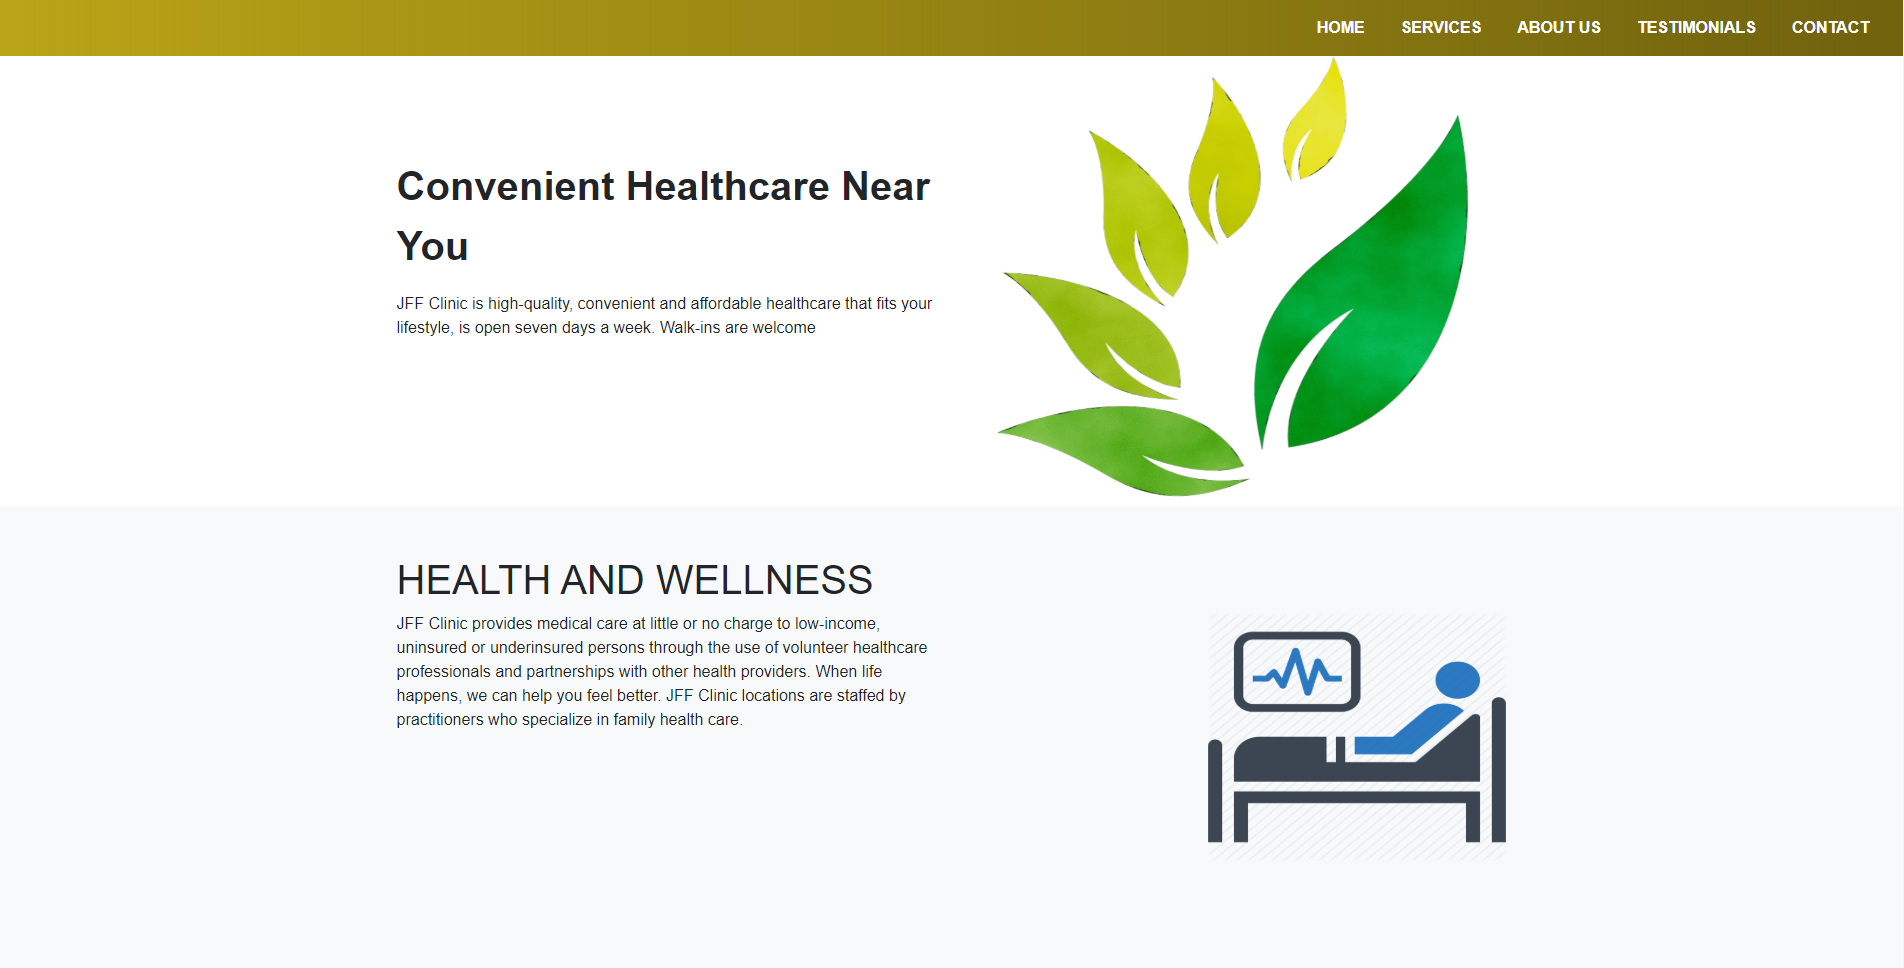 HOME SERVICES ABOUT US TESTIMONIALS CONTACT
Convenient Healthcare Near
You
JFF Clinic is high-quality, convenient and affordable healthcare that fits your
lifestyle, is open seven days a week. Walk-ins are welcome
HEALTH AND WELLNESS
JFF Clinic provides medical care at little or no charge to low-income,
uninsured or underinsured persons through the use of volunteer healthcare
professionals and partnerships with other health providers. When life
happens, we can help you feel better. JFF Clinic locations are staffed by
practitioners who specialize in family health care.